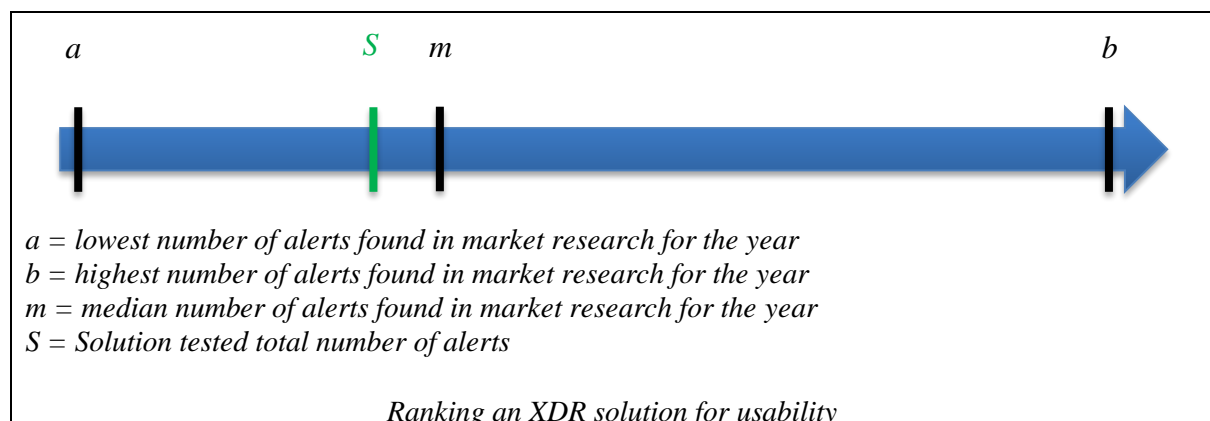 a S m b
a = lowest number of alerts found in market research for the year
b = highest number of alerts found in market research for the year
m = median number of alerts found in market research for the year
S = Solution tested total number of alerts
Ranking an XDR solution for usability